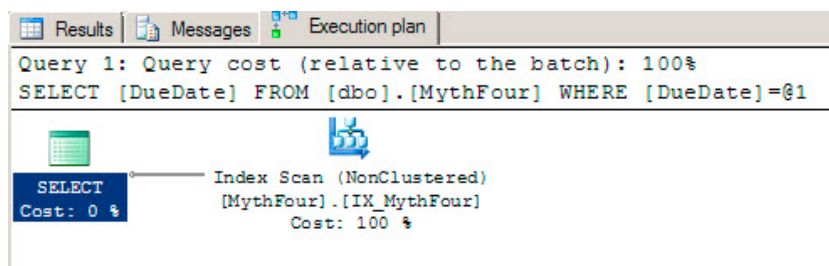 Results Messages Execution plan
Query 1: Query cost (relative to the batch): 100%
SELECT [DueDate] FROM [dbo].[MythFour] WHERE [DueDate]=@1
SELECT
Cost: 0 %
Index Scan (NonClustered)
[MythFour].[IX_MythFour]
Cost: 100 %